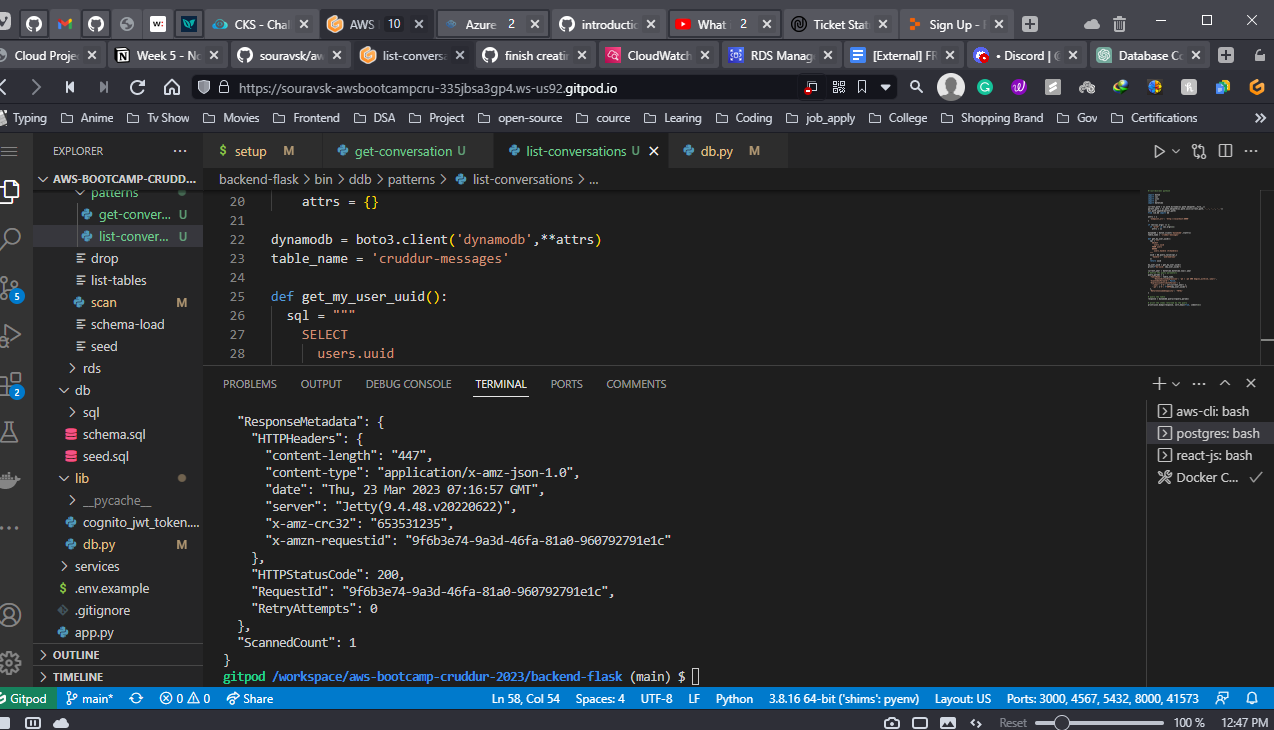 CKS - Chal
AWS 10
Azure 2
introductic
What 2
Ticket Stat
Sign Up -
Cloud Proje
Week 5 - No
souravsk/aw
list-conversa
finish creatin
CloudWatch
RDS Manag
[External] FR
• Discord | @
Database Co
https://souravsk-awsbootcampcru-335jbsa3gp4.ws-us92.gitpod.io
Typing Anime Tv Show Movies Frontend DSA Project open-source cource Learing Coding job_apply College Shopping Brand Gov Certifications
EXPLORER ...
$ setup M
get-conversation U
list-conversations U
db.py M
AWS-BOOTCAMP-CRUDD...
backend-flask > bin > ddb > patterns > list-conversations > ...
patterns
get-conver... U
list-conver... U
drop
list-tables
scan M
schema-load
seed
rds
db
sql
schema.sql
seed.sql
lib
__pycache__
cognito_jwt_token....
db.py M
services
$ .env.example
.gitignore
app.py
OUTLINE
TIMELINE
5
2
20 attrs = {}
21
22 dynamodb = boto3.client('dynamodb',**attrs)
23 table_name = 'cruddur-messages'
24
25 def get_my_user_uuid():
26 sql = """
27 SELECT
28 users.uuid
PROBLEMS OUTPUT DEBUG CONSOLE TERMINAL PORTS COMMENTS
"ResponseMetadata": {
"HTTPHeaders": {
"content-length": "447",
"content-type": "application/x-amz-json-1.0",
"date": "Thu, 23 Mar 2023 07:16:57 GMT",
"server": "Jetty(9.4.48.v20220622)",
"x-amz-crc32": "653531235",
"x-amzn-requestid": "9f6b3e74-9a3d-46fa-81a0-960792791e1c"
},
"HTTPStatusCode": 200,
"RequestId": "9f6b3e74-9a3d-46fa-81a0-960792791e1c",
"RetryAttempts": 0
},
"ScannedCount": 1
}
gitpod /workspace/aws-bootcamp-cruddur-2023/backend-flask (main) $
aws-cli: bash
postgres: bash
react-js: bash
Docker C...
Gitpod main* 0 0 Share Ln 58, Col 54 Spaces: 4 UTF-8 LF Python 3.8.16 64-bit ('shims': pyenv) Layout: US Ports: 3000, 4567, 5432, 8000, 41573
Reset 100 % 12:47 PM